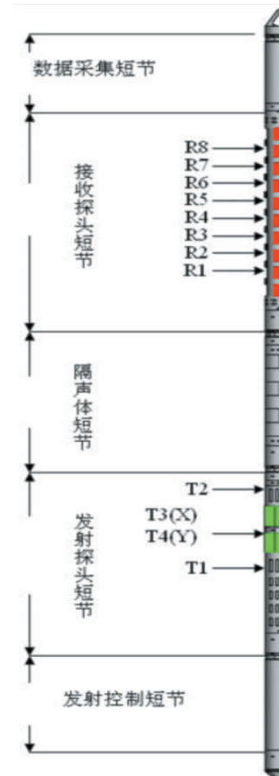 数据采集短节
接收探头短节
R8
R7
R6
R5
R4
R3
R2
R1
隔声体短节
发射探头短节
T2
T3(X)
T4(Y)
T1
发射控制短节